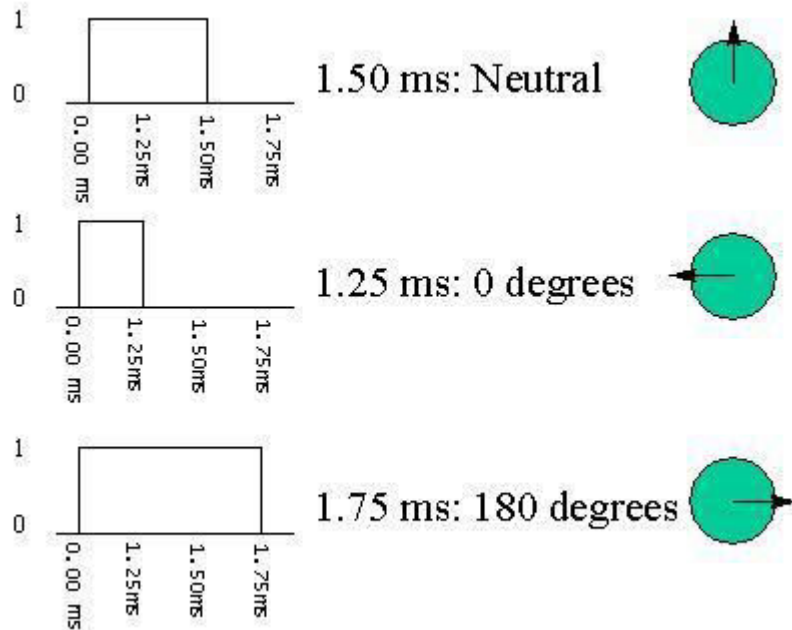 1
0
0.00 ms
1.25ms
1.50ms
1.75ms
1.50 ms: Neutral
1
0
0.00 ms
1.25ms
1.50ms
1.75ms
1.25 ms: 0 degrees
1
0
0.00 ms
1.25ms
1.50ms
1.75ms
1.75 ms: 180 degrees